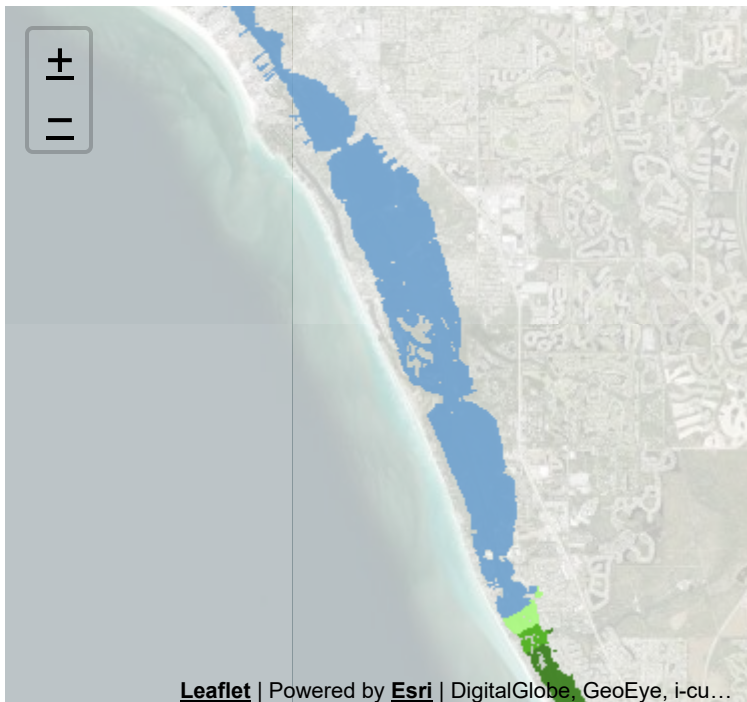 +
−
Leaflet | Powered by Esri | DigitalGlobe, GeoEye, i-cu…